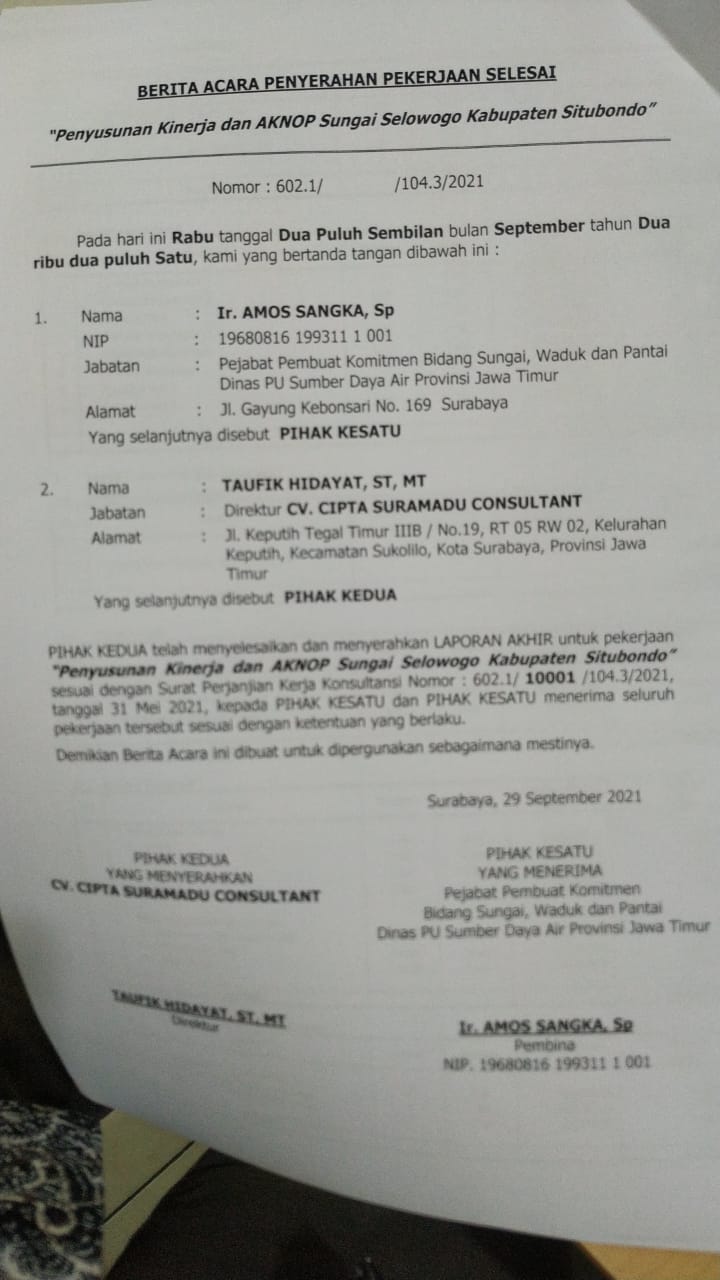 BERITA ACARA PENYERAHAN PEKERJAAN SELESAI
"Penyusunan Kinerja dan AKNOP Sungai Selowogo Kabupaten Situbondo"
Nomor : 602.1/ /104.3/2021
Pada hari ini Rabu tanggal Dua Puluh Sembilan bulan September tahun Dua
ribu dua puluh Satu, kami yang bertanda tangan dibawah ini :
1. Nama : Ir. AMOS SANGKA, Sp
NIP : 19680816 199311 1 001
Jabatan : Pejabat Pembuat Komitmen Bidang Sungai, Waduk dan Pantai
Dinas PU Sumber Daya Air Provinsi Jawa Timur
Alamat : Jl. Gayung Kebonsari No. 169 Surabaya
Yang selanjutnya disebut PIHAK KESATU
2. Nama : TAUFIK HIDAYAT, ST, MT
Jabatan : Direktur CV. CIPTA SURAMADU CONSULTANT
Alamat : Jl. Keputih Tegal Timur IIIB / No.19, RT 05 RW 02, Kelurahan
Keputih, Kecamatan Sukolilo, Kota Surabaya, Provinsi Jawa
Timur
Yang selanjutnya disebut PIHAK KEDUA
PIHAK KEDUA telah menyelesaikan dan menyerahkan LAPORAN AKHIR untuk pekerjaan
"Penyusunan Kinerja dan AKNOP Sungai Selowogo Kabupaten Situbondo"
sesuai dengan Surat Perjanjian Kerja Konsultansi Nomor : 602.1/ 10001 /104.3/2021,
tanggal 31 Mei 2021, kepada PIHAK KESATU dan PIHAK KESATU menerima seluruh
pekerjaan tersebut sesuai dengan ketentuan yang berlaku.
Demikian Berita Acara ini dibuat untuk dipergunakan sebagaimana mestinya.
Surabaya, 29 September 2021
PIHAK KEDUA
YANG MENYERAHKAN
CV. CIPTA SURAMADU CONSULTANT
TAUFIK HIDAYAT, ST, MT
Direktur
PIHAK KESATU
YANG MENERIMA
Pejabat Pembuat Komitmen
Bidang Sungai, Waduk dan Pantai
Dinas PU Sumber Daya Air Provinsi Jawa Timur
Ir. AMOS SANGKA, Sp
Pembina
NIP. 19680816 199311 1 001